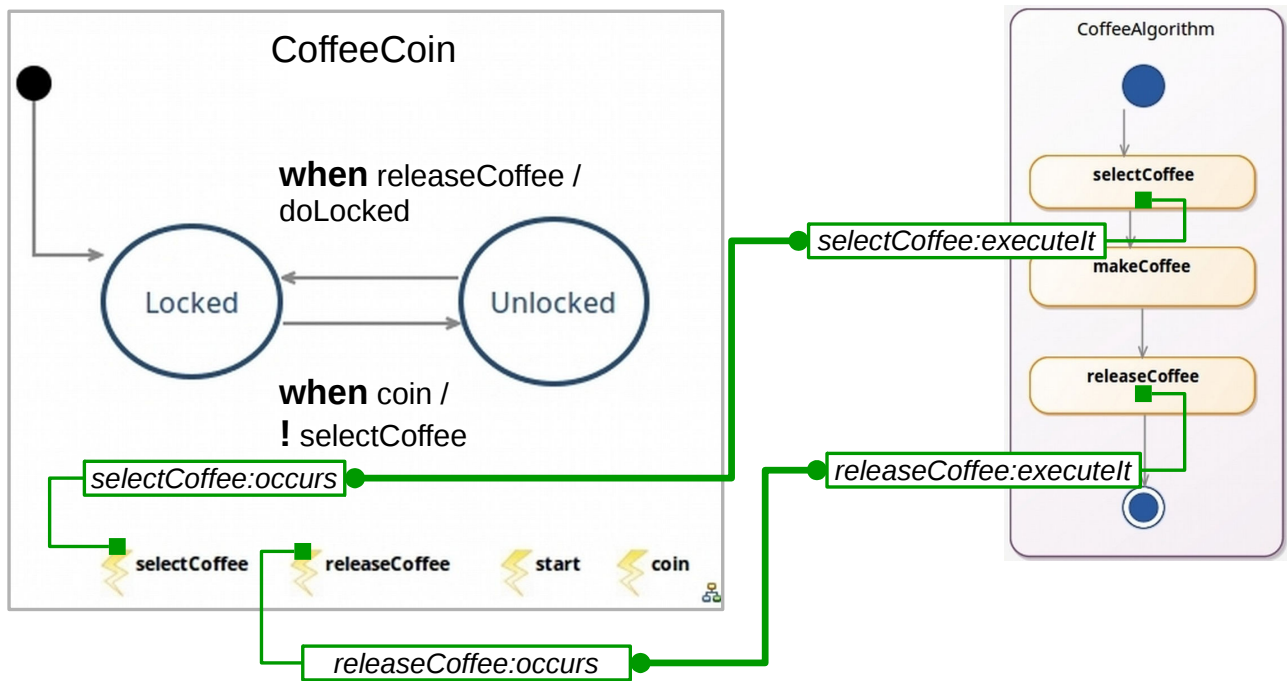 CoffeeCoin
when releaseCoffee /
doLocked
Locked
Unlocked
when coin /
! selectCoffee
selectCoffee:occurs
selectCoffee
releaseCoffee
start
coin
releaseCoffee:occurs
CoffeeAlgorithm
selectCoffee
selectCoffee:executeIt
makeCoffee
releaseCoffee
releaseCoffee:executeIt